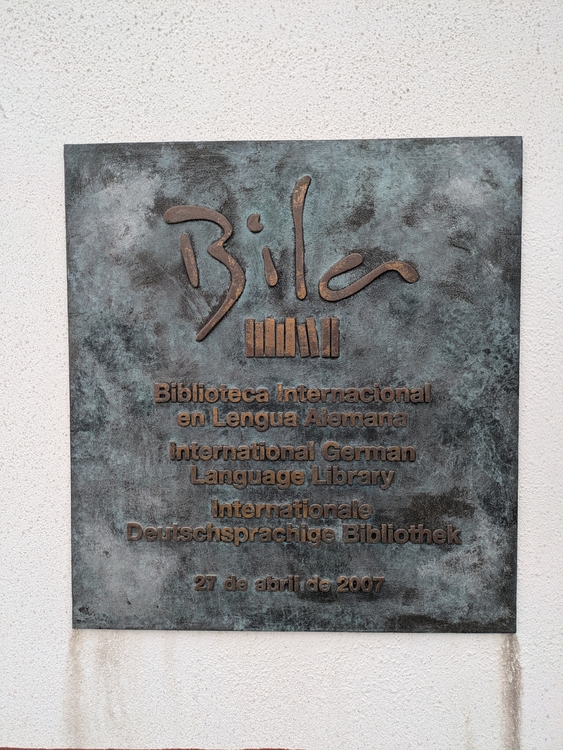 Bila
Biblioteca Internacional
en Lengua Alemana
International German
Language Library
Internationale
Deutschsprachige Bibliothek
27 de abril de 2007